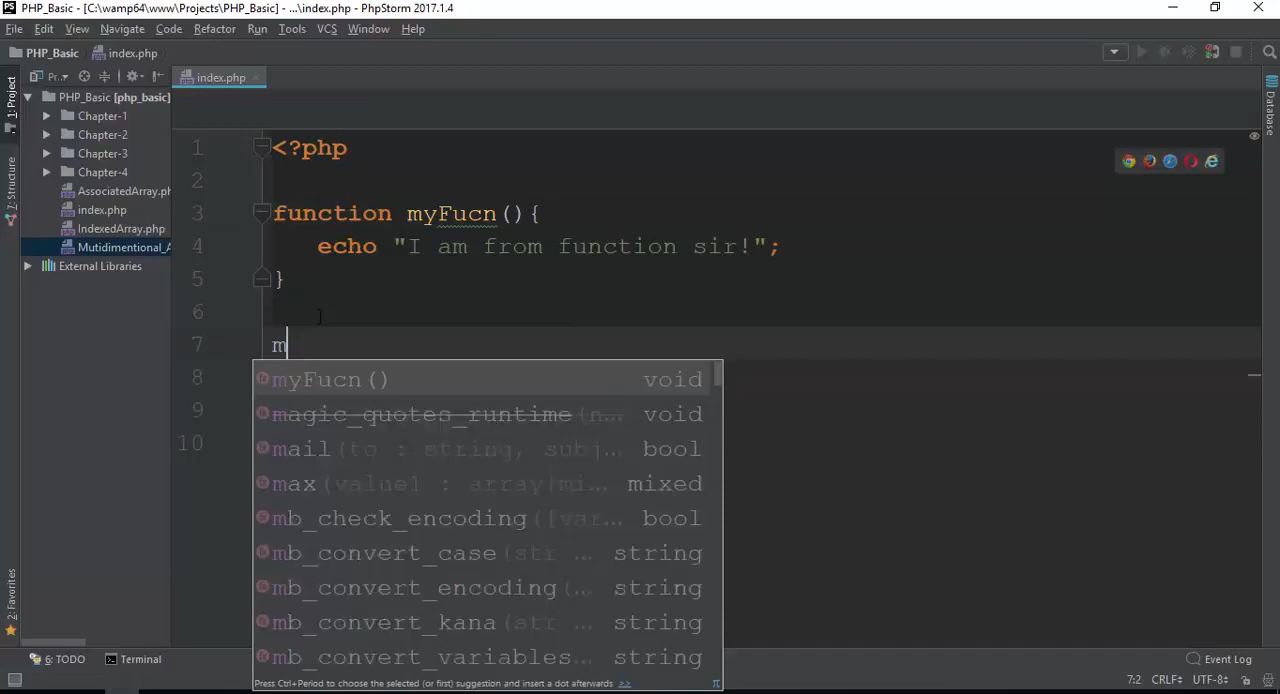 PHP_Basic - [C:\wamp64\www\Projects\PHP_Basic] - ...\index.php - PhpStorm 2017.1.4
File Edit View Navigate Code Refactor Run Tools VCS Window Help
PHP_Basic index.php
1: Project
Pr..
index.php
PHP_Basic [php_basic]
Chapter-1
Chapter-2
Chapter-3
Chapter-4
AssociatedArray.ph
index.php
IndexedArray.php
Mutidimentional_A
External Libraries
Structure
2: Favorites
Database
1 <?php
2
3 function myFucn(){
4 echo "I am from function sir!";
5 }
6
7 m
8
9
10
myFucn() void
magic_quotes_runtime(n... void
mail(to : string, subj... bool
max(value1 : array|mi... mixed
mb_check_encoding([var... bool
mb_convert_case(str ... string
mb_convert_encoding(... string
mb_convert_kana(str ... string
mb_convert_variables... string
Press Ctrl+Period to choose the selected (or first) suggestion and insert a dot afterwards >> π
6: TODO Terminal Event Log
7:2 CRLF÷ UTF-8÷